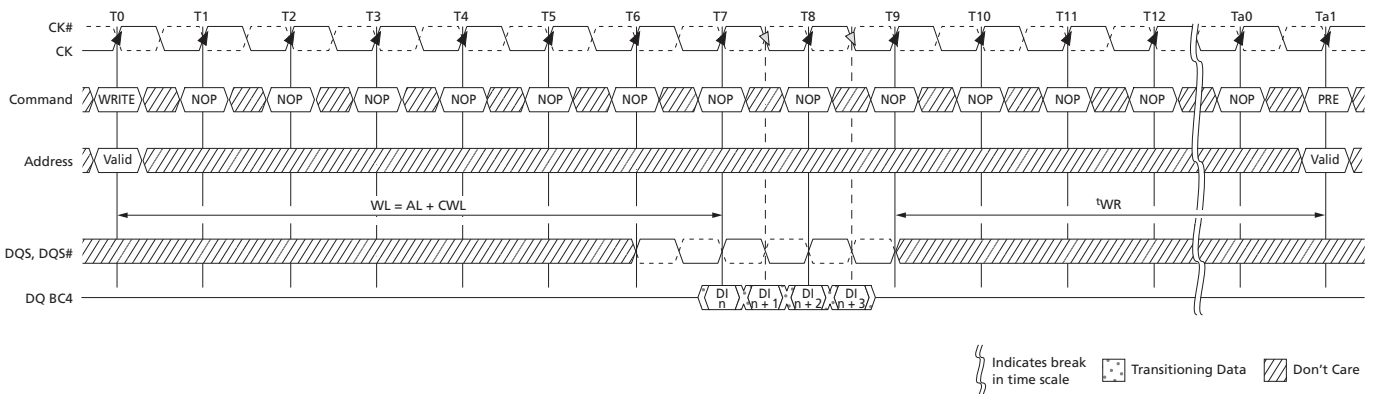 T0 T1 T2 T3 T4 T5 T6 T7 T8 T9 T10 T11 T12 Ta0 Ta1
CK#
CK
Command WRITE NOP NOP NOP NOP NOP NOP NOP NOP NOP NOP NOP NOP NOP PRE
Address Valid Valid
WL = AL + CWL tWR
DQS, DQS#
DQ BC4 DI n DI n + 1 DI n + 2 DI n + 3
Indicates break
in time scale
Transitioning Data
Don't Care